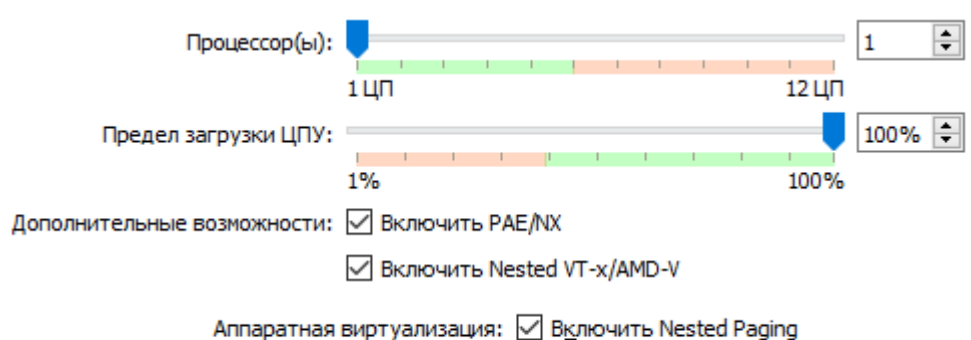 Процессор(ы): 1
1 ЦП 12 ЦП
Предел загрузки ЦПУ: 100%
1% 100%
Дополнительные возможности: Включить PAE/NX
Включить Nested VT-x/AMD-V
Аппаратная виртуализация: Включить Nested Paging